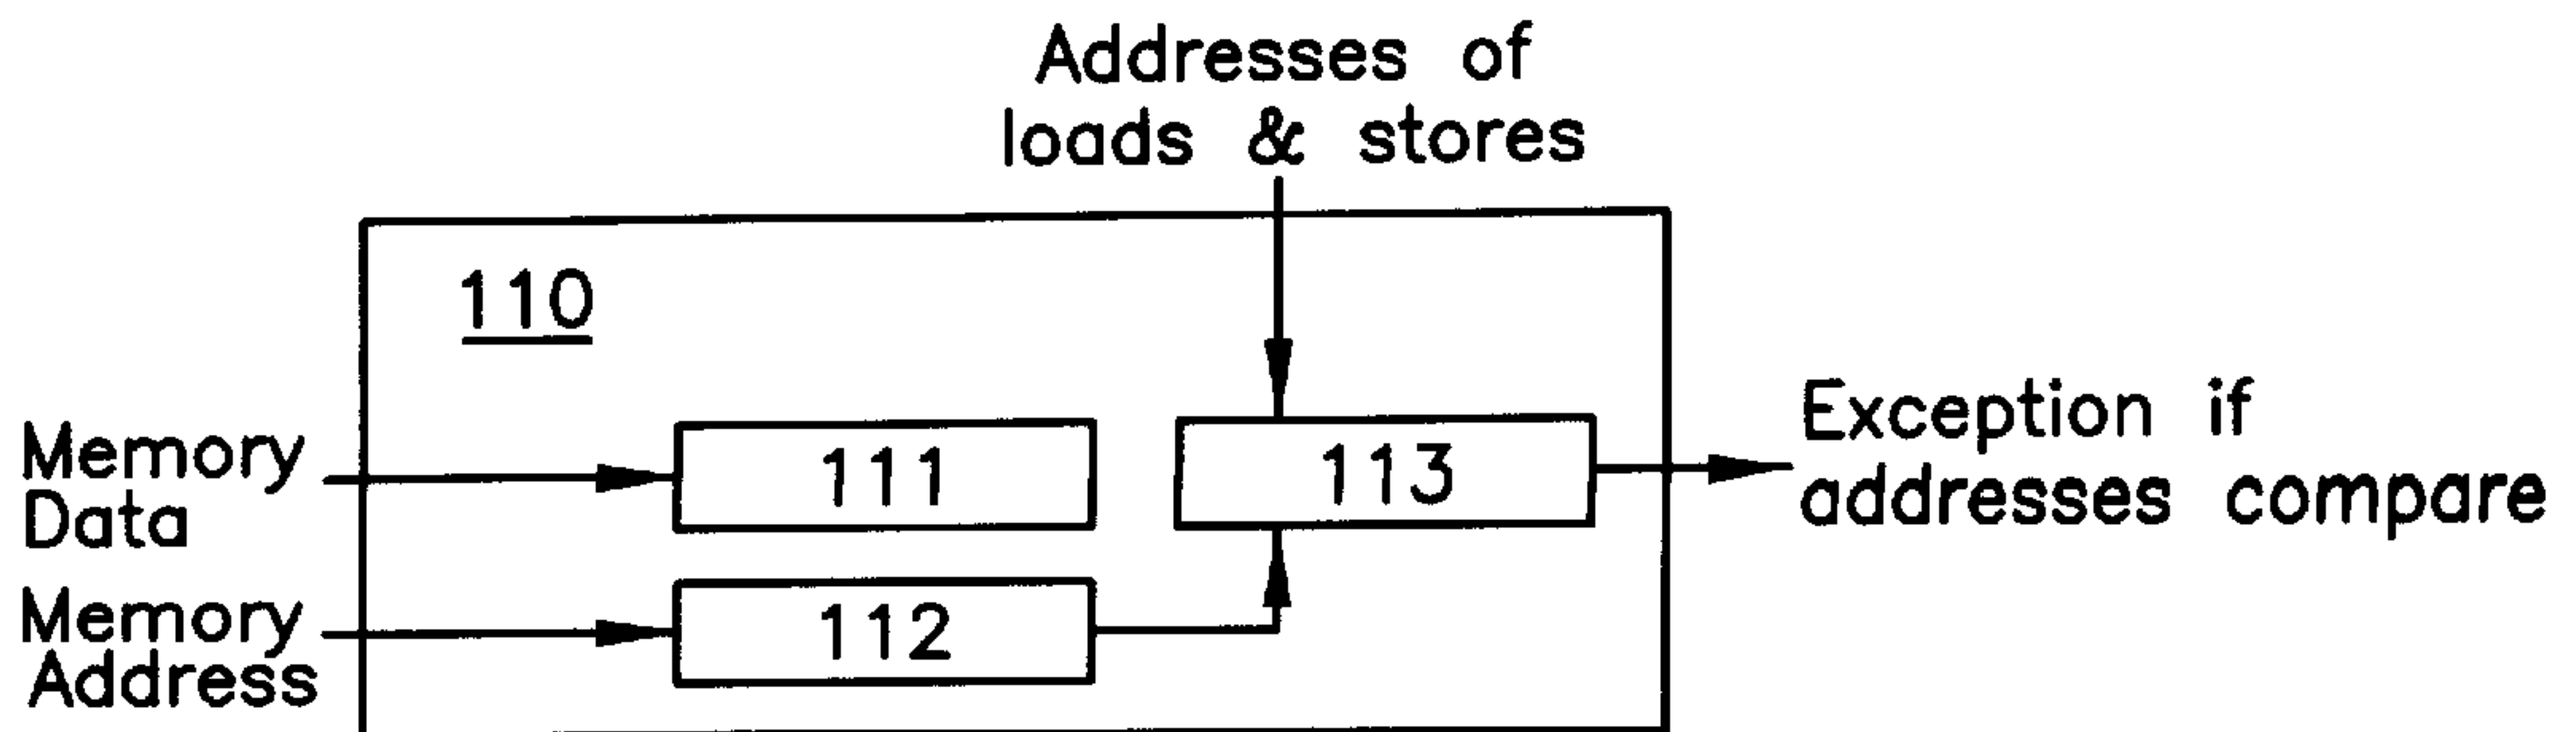 Addresses of
loads & stores
110
Memory
Data
111
113
Exception if
addresses compare
Memory
Address
112